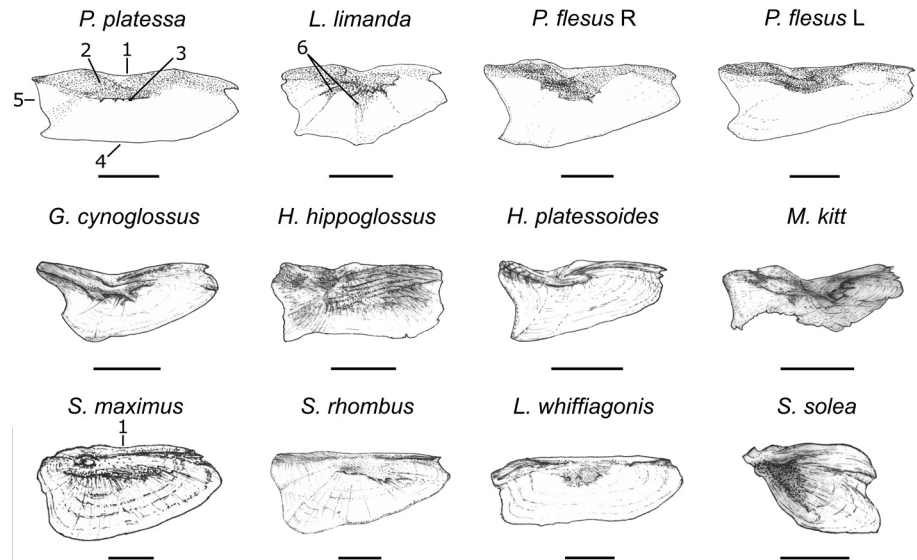 P. platessa L. limanda P. flesus R P. flesus L
1
2 3 6
5
4
G. cynoglossus H. hippoglossus H. platessoides M. kitt
S. maximus S. rhombus L. whiffiagonis S. solea
1